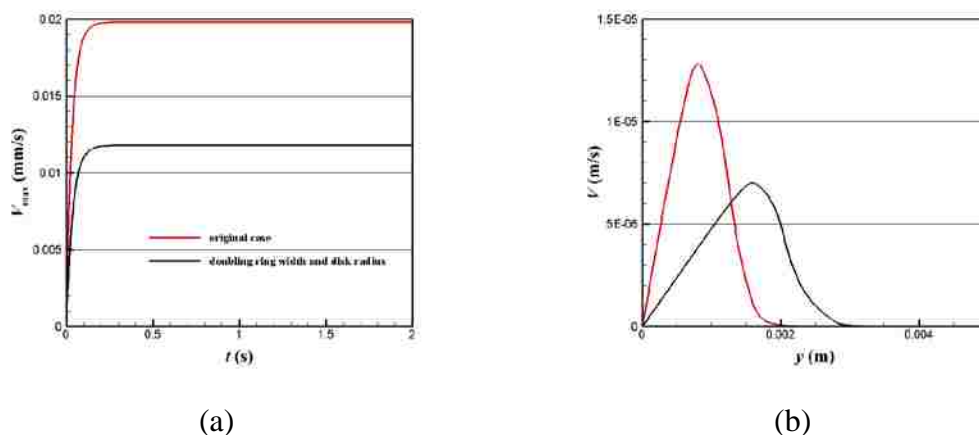 0.02
0.015
0.01
0.005
0
V_max (mm/s)
original case
doubling ring width and disk radius
0
0.5
1
1.5
2
t (s)
(a)
1.5E-05
1E-05
5E-06
0
V (m/s)
0
0.002
0.004
y (m)
(b)